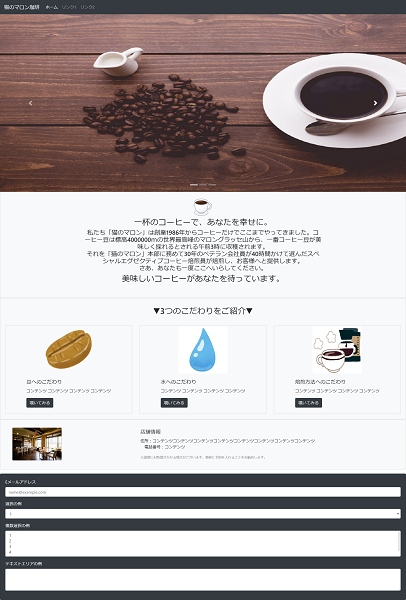 猫のマロン珈琲 ホーム リンク1 リンク2
一杯のコーヒーで、あなたを幸せに。
私たち「猫のマロン」は創業1986年からコーヒーだけでここまでやってきました。コ
ーヒー豆は標高4000000mの世界最高峰のマロングラッセ山から、一番コーヒー豆が美
味しく採れるとされる午前3時に収穫されます。
それを「猫のマロン」本部に務めて30年のベテラン会社員が40時間かけて選んだスペ
シャルエグゼクティブコーヒー焙煎員が焙煎し、お客様へと提供します。
さあ、あなたも一度ここへいらしてください。
美味しいコーヒーがあなたを待っています。
▼3つのこだわりをご紹介▼
豆へのこだわり
コンテンツ コンテンツ コンテンツ コンテンツ
覗いてみる
水へのこだわり
コンテンツ コンテンツ コンテンツ コンテンツ
覗いてみる
焙煎方法へのこだわり
コンテンツ コンテンツ コンテンツ コンテンツ
覗いてみる
店舗情報
住所：コンテンツコンテンツコンテンツコンテンツコンテンツコンテンツコンテンツコンテンツ
電話番号：コンテンツ
Eメールアドレス
name@example.com
選択の例
1
複数選択の例
1
2
3
4
テキストエリアの例